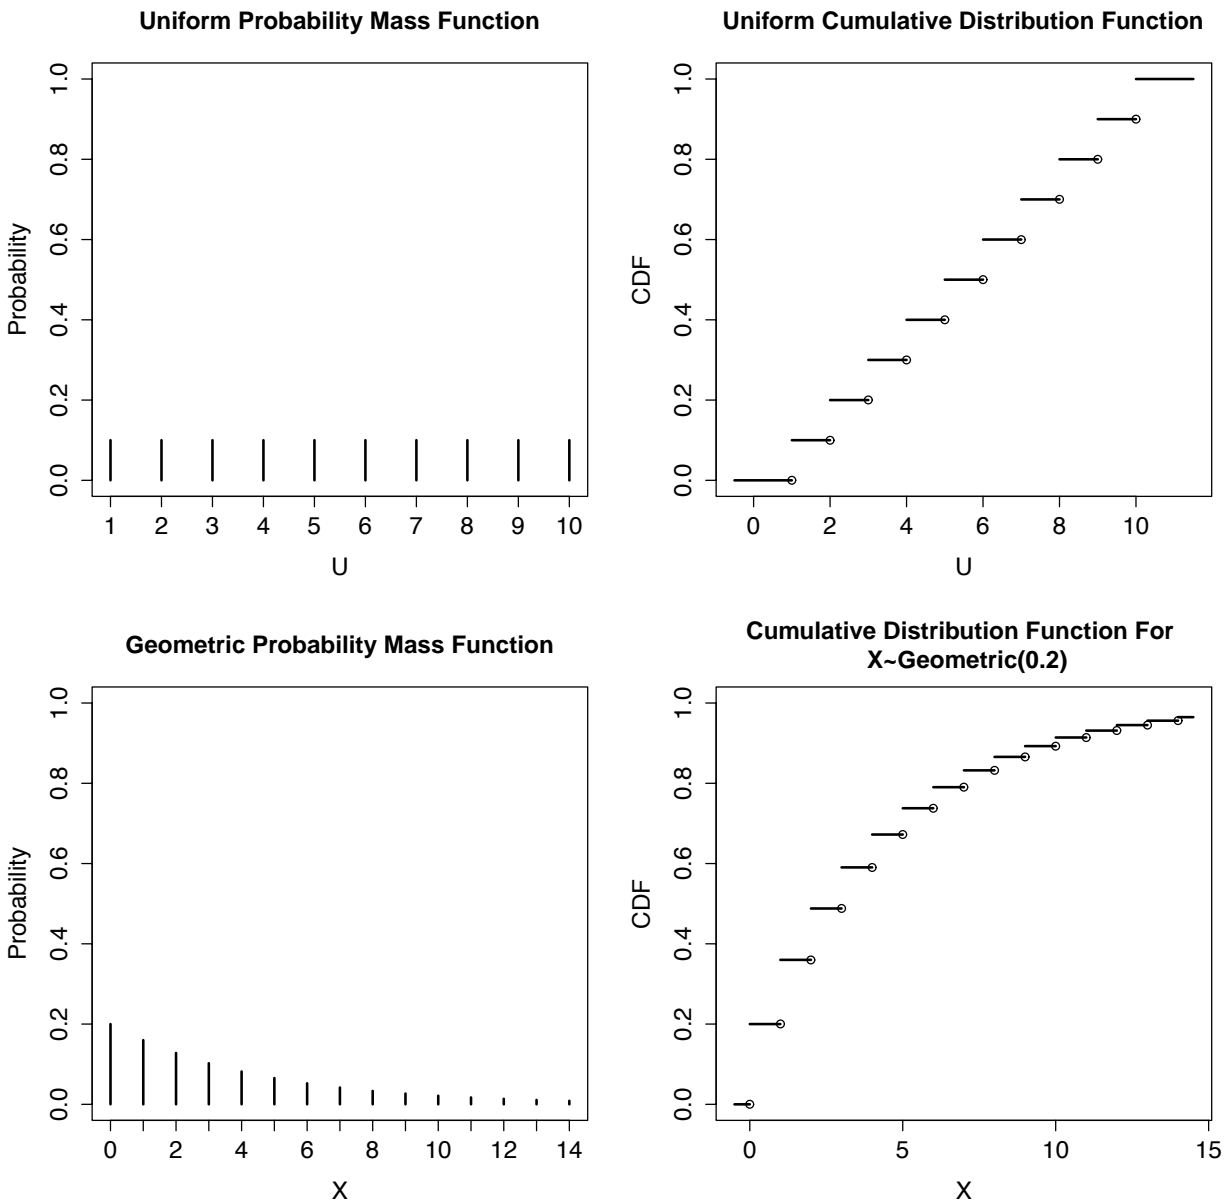 Uniform Probability Mass Function
Probability
0.0 0.2 0.4 0.6 0.8 1.0
1 2 3 4 5 6 7 8 9 10
U
Uniform Cumulative Distribution Function
CDF
0.0 0.2 0.4 0.6 0.8 1.0
0 2 4 6 8 10
U
Geometric Probability Mass Function
Probability
0.0 0.2 0.4 0.6 0.8 1.0
0 2 4 6 8 10 12 14
X
Cumulative Distribution Function For
X~Geometric(0.2)
CDF
0.0 0.2 0.4 0.6 0.8 1.0
0 5 10 15
X